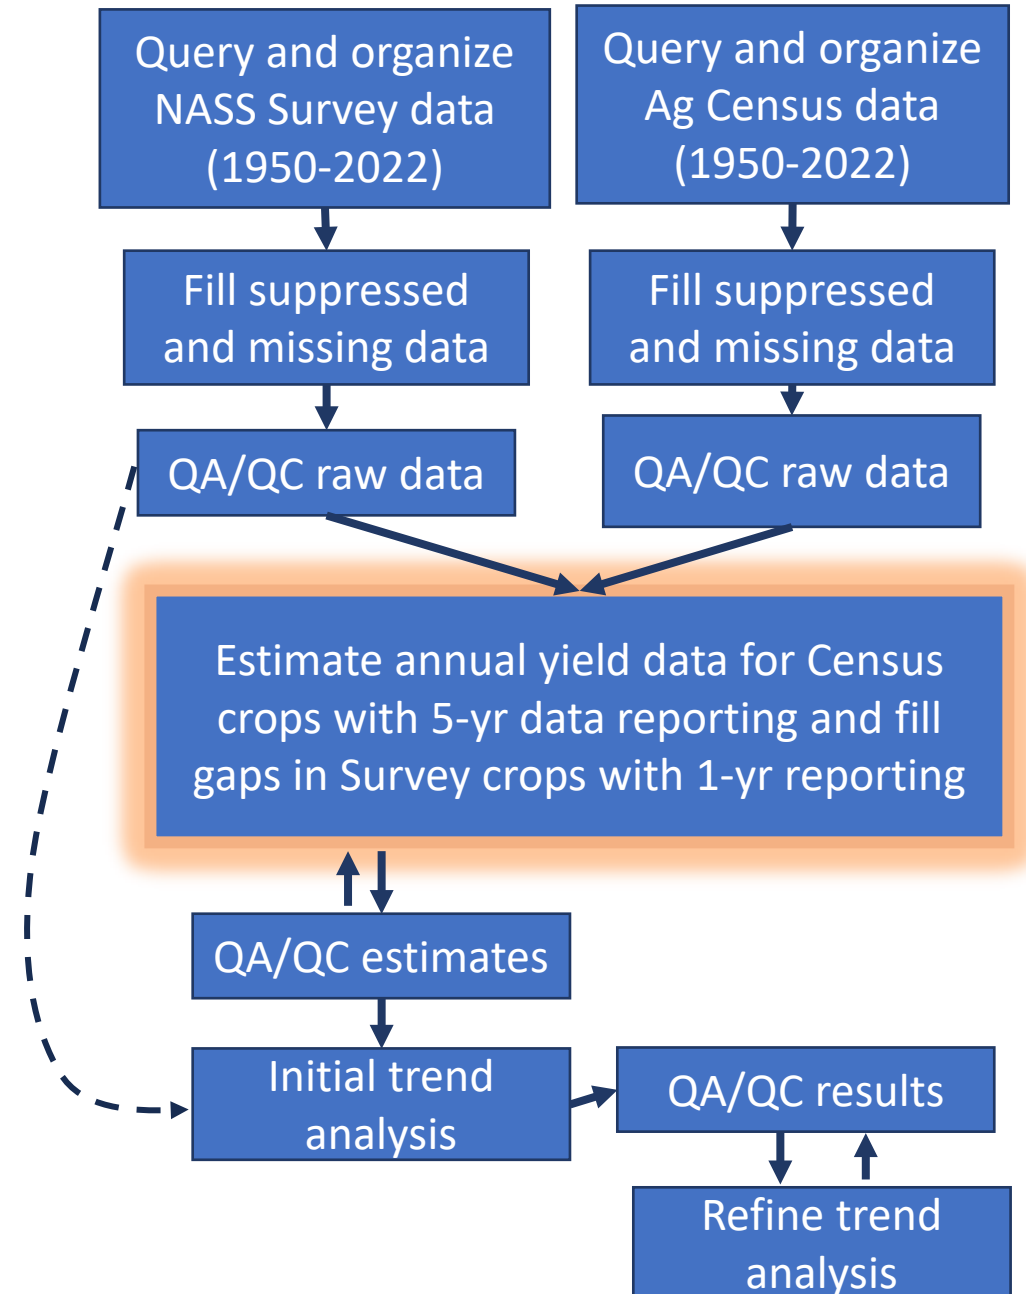 Query and organize
NASS Survey data
(1950-2022)
Query and organize
Ag Census data
(1950-2022)
Fill suppressed
and missing data
Fill suppressed
and missing data
QA/QC raw data
QA/QC raw data
Estimate annual yield data for Census
crops with 5-yr data reporting and fill
gaps in Survey crops with 1-yr reporting
QA/QC estimates
Initial trend
analysis
QA/QC results
Refine trend
analysis